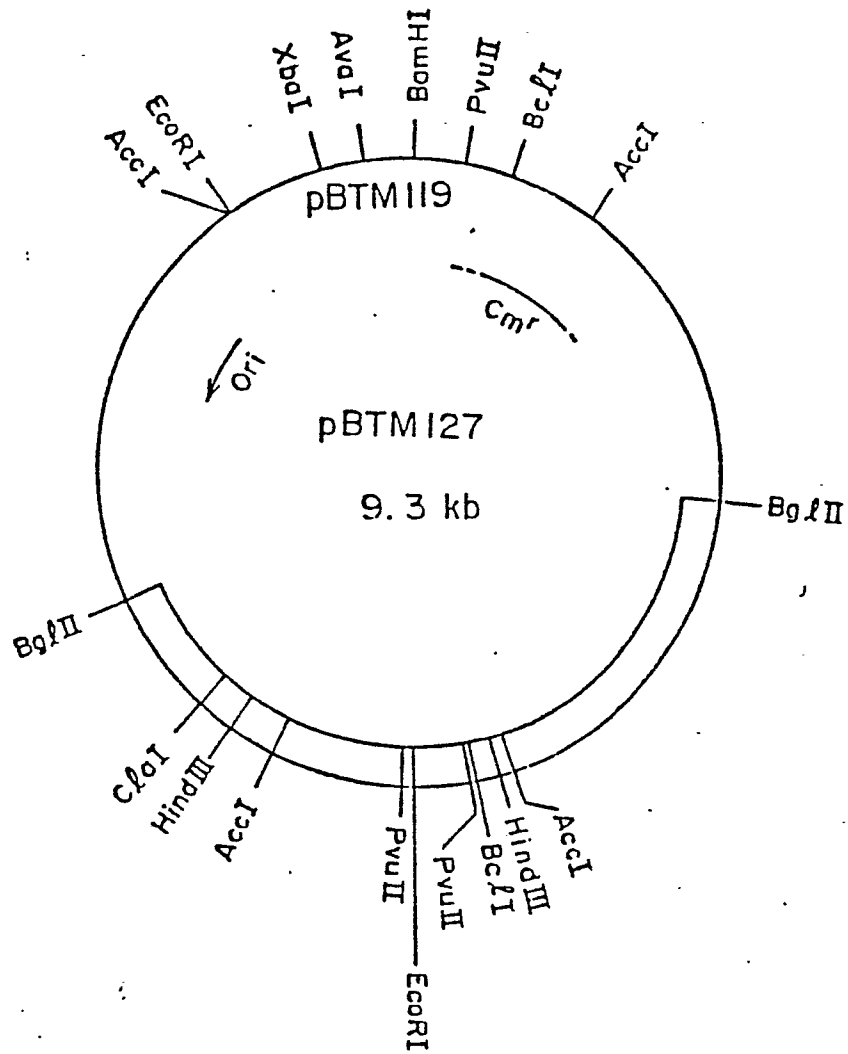 EcoRI
AccI
XbaI
AvaI
BamHI
PvuII
BclI
AccI
pBTM119
Cmr
Ori
pBTM127
9.3 kb
BglII
BglII
ClaI
HindIII
AccI
PvuII
EcoRI
PvuII
BclI
HindIII
AccI